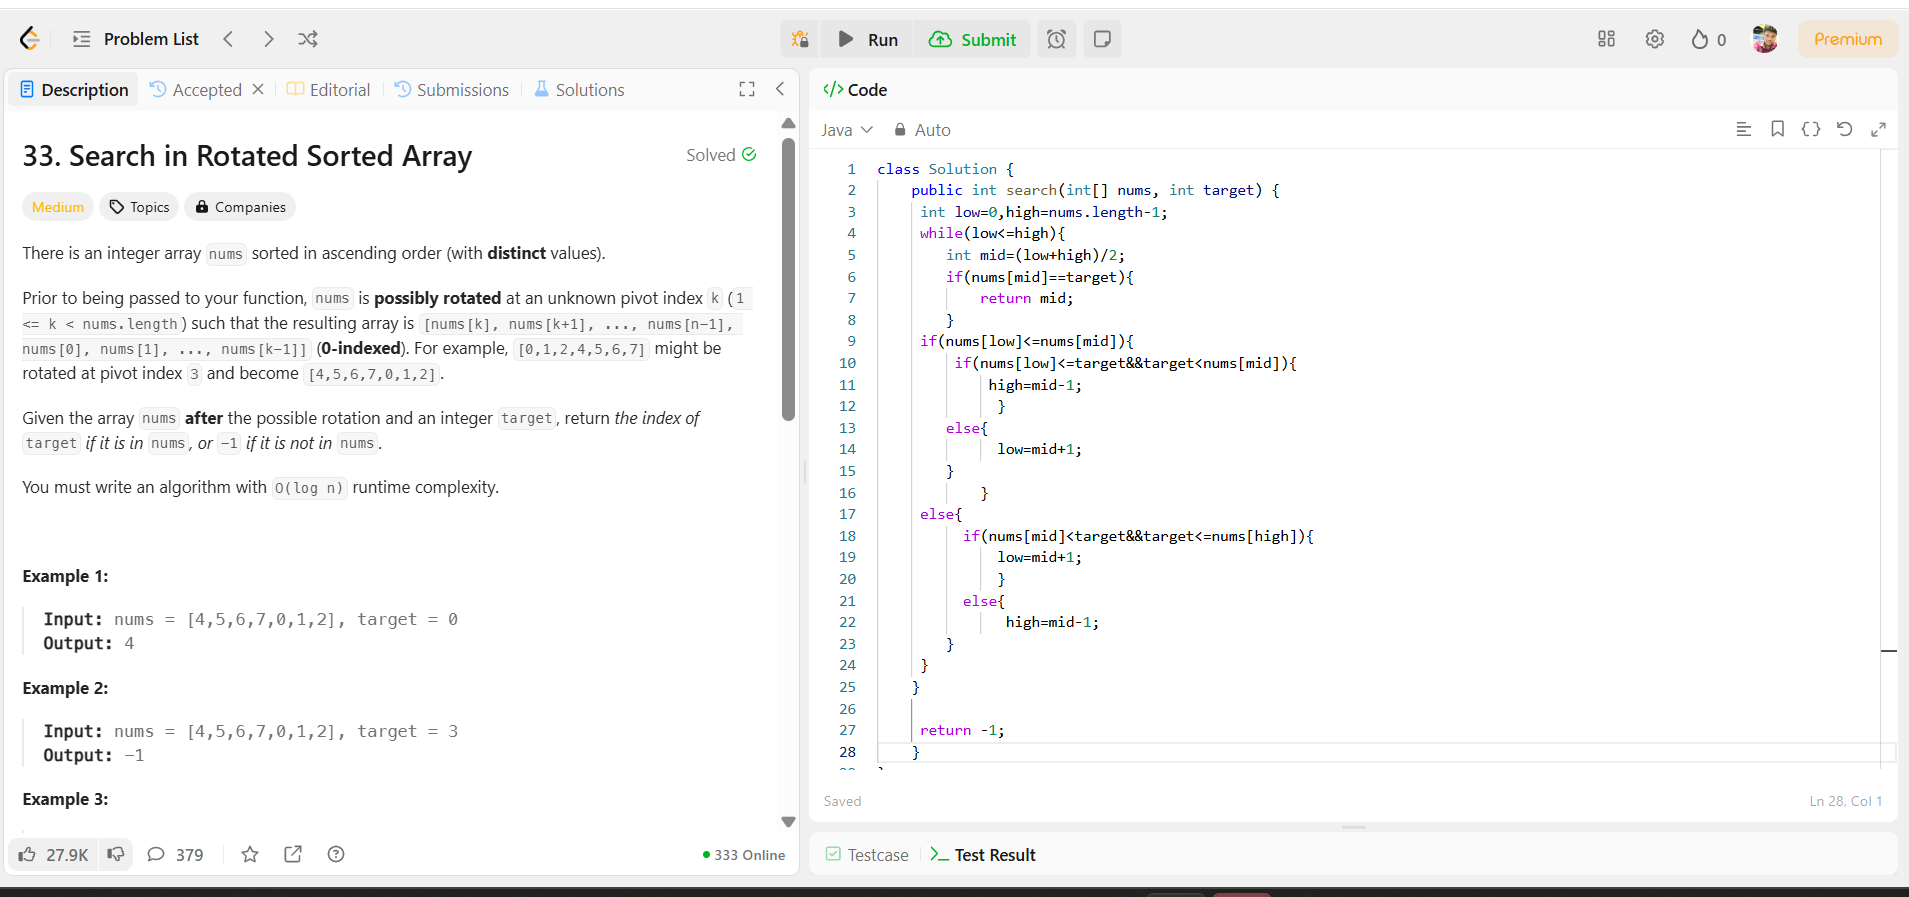 Problem List
Run
Submit
0
Premium
Description
Accepted
Editorial
Submissions
Solutions
33. Search in Rotated Sorted Array
Solved
Medium
Topics
Companies
There is an integer array nums sorted in ascending order (with distinct values).
Prior to being passed to your function, nums is possibly rotated at an unknown pivot index k (1
<= k < nums.length) such that the resulting array is [nums[k], nums[k+1], ..., nums[n-1],
nums[0], nums[1], ..., nums[k-1]] (0-indexed). For example, [0,1,2,4,5,6,7] might be
rotated at pivot index 3 and become [4,5,6,7,0,1,2].
Given the array nums after the possible rotation and an integer target, return the index of
target if it is in nums, or -1 if it is not in nums.
You must write an algorithm with O(log n) runtime complexity.
Example 1:
Input: nums = [4,5,6,7,0,1,2], target = 0
Output: 4
Example 2:
Input: nums = [4,5,6,7,0,1,2], target = 3
Output: -1
Example 3:
27.9K
379
333 Online
</> Code
Java
Auto
1 class Solution {
2 public int search(int[] nums, int target) {
3 int low=0,high=nums.length-1;
4 while(low<=high){
5 int mid=(low+high)/2;
6 if(nums[mid]==target){
7 return mid;
8 }
9 if(nums[low]<=nums[mid]){
10 if(nums[low]<=target&&target<nums[mid]){
11 high=mid-1;
12 }
13 else{
14 low=mid+1;
15 }
16 }
17 else{
18 if(nums[mid]<target&&target<=nums[high]){
19 low=mid+1;
20 }
21 else{
22 high=mid-1;
23 }
24 }
25 }
26
27 return -1;
28 }
Saved
Ln 28, Col 1
Testcase
Test Result